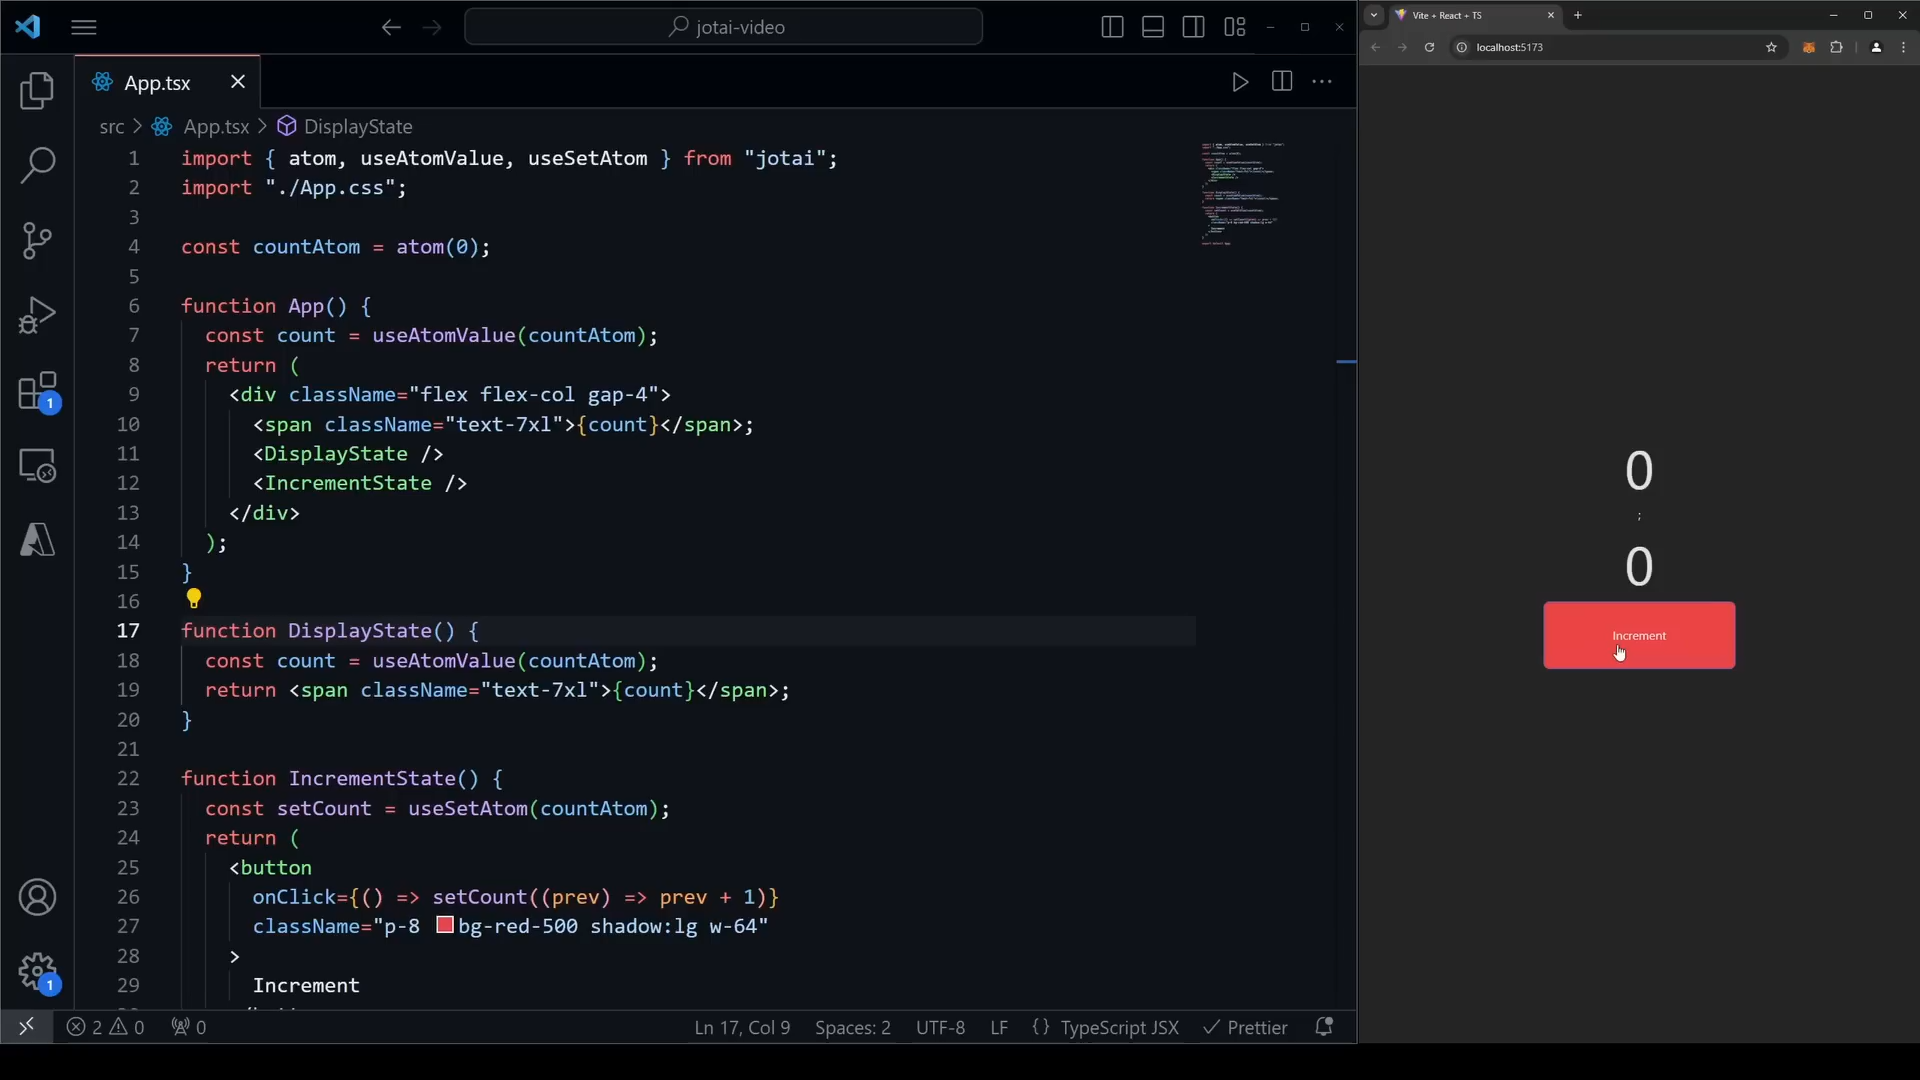 jotai-video
App.tsx
src > App.tsx > DisplayState
1 import { atom, useAtomValue, useSetAtom } from "jotai";
2 import "./App.css";
3
4 const countAtom = atom(0);
5
6 function App() {
7 const count = useAtomValue(countAtom);
8 return (
9 <div className="flex flex-col gap-4">
10 <span className="text-7xl">{count}</span>;
11 <DisplayState />
12 <IncrementState />
13 </div>
14 );
15 }
16
17 function DisplayState() {
18 const count = useAtomValue(countAtom);
19 return <span className="text-7xl">{count}</span>;
20 }
21
22 function IncrementState() {
23 const setCount = useSetAtom(countAtom);
24 return (
25 <button
26 onClick={() => setCount((prev) => prev + 1)}
27 className="p-8 bg-red-500 shadow:lg w-64"
28 >
29 Increment
1
1
2 0 0
Ln 17, Col 9 Spaces: 2 UTF-8 LF {} TypeScript JSX Prettier
Vite + React + TS
localhost:5173
0
;
0
Increment